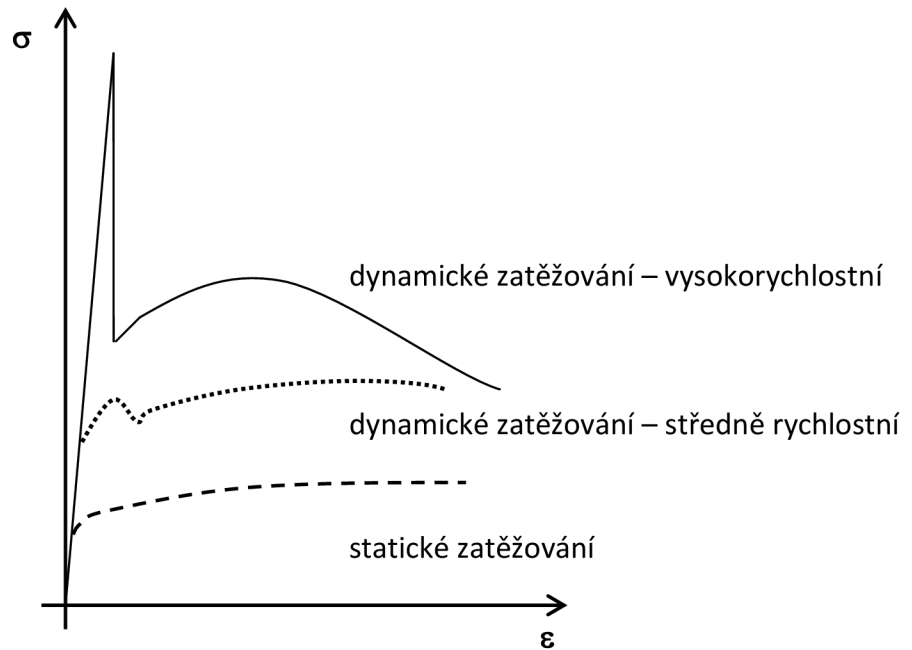 σ
dynamické zatěžování – vysokorychlostní
dynamické zatěžování – středně rychlostní
statické zatěžování
ε